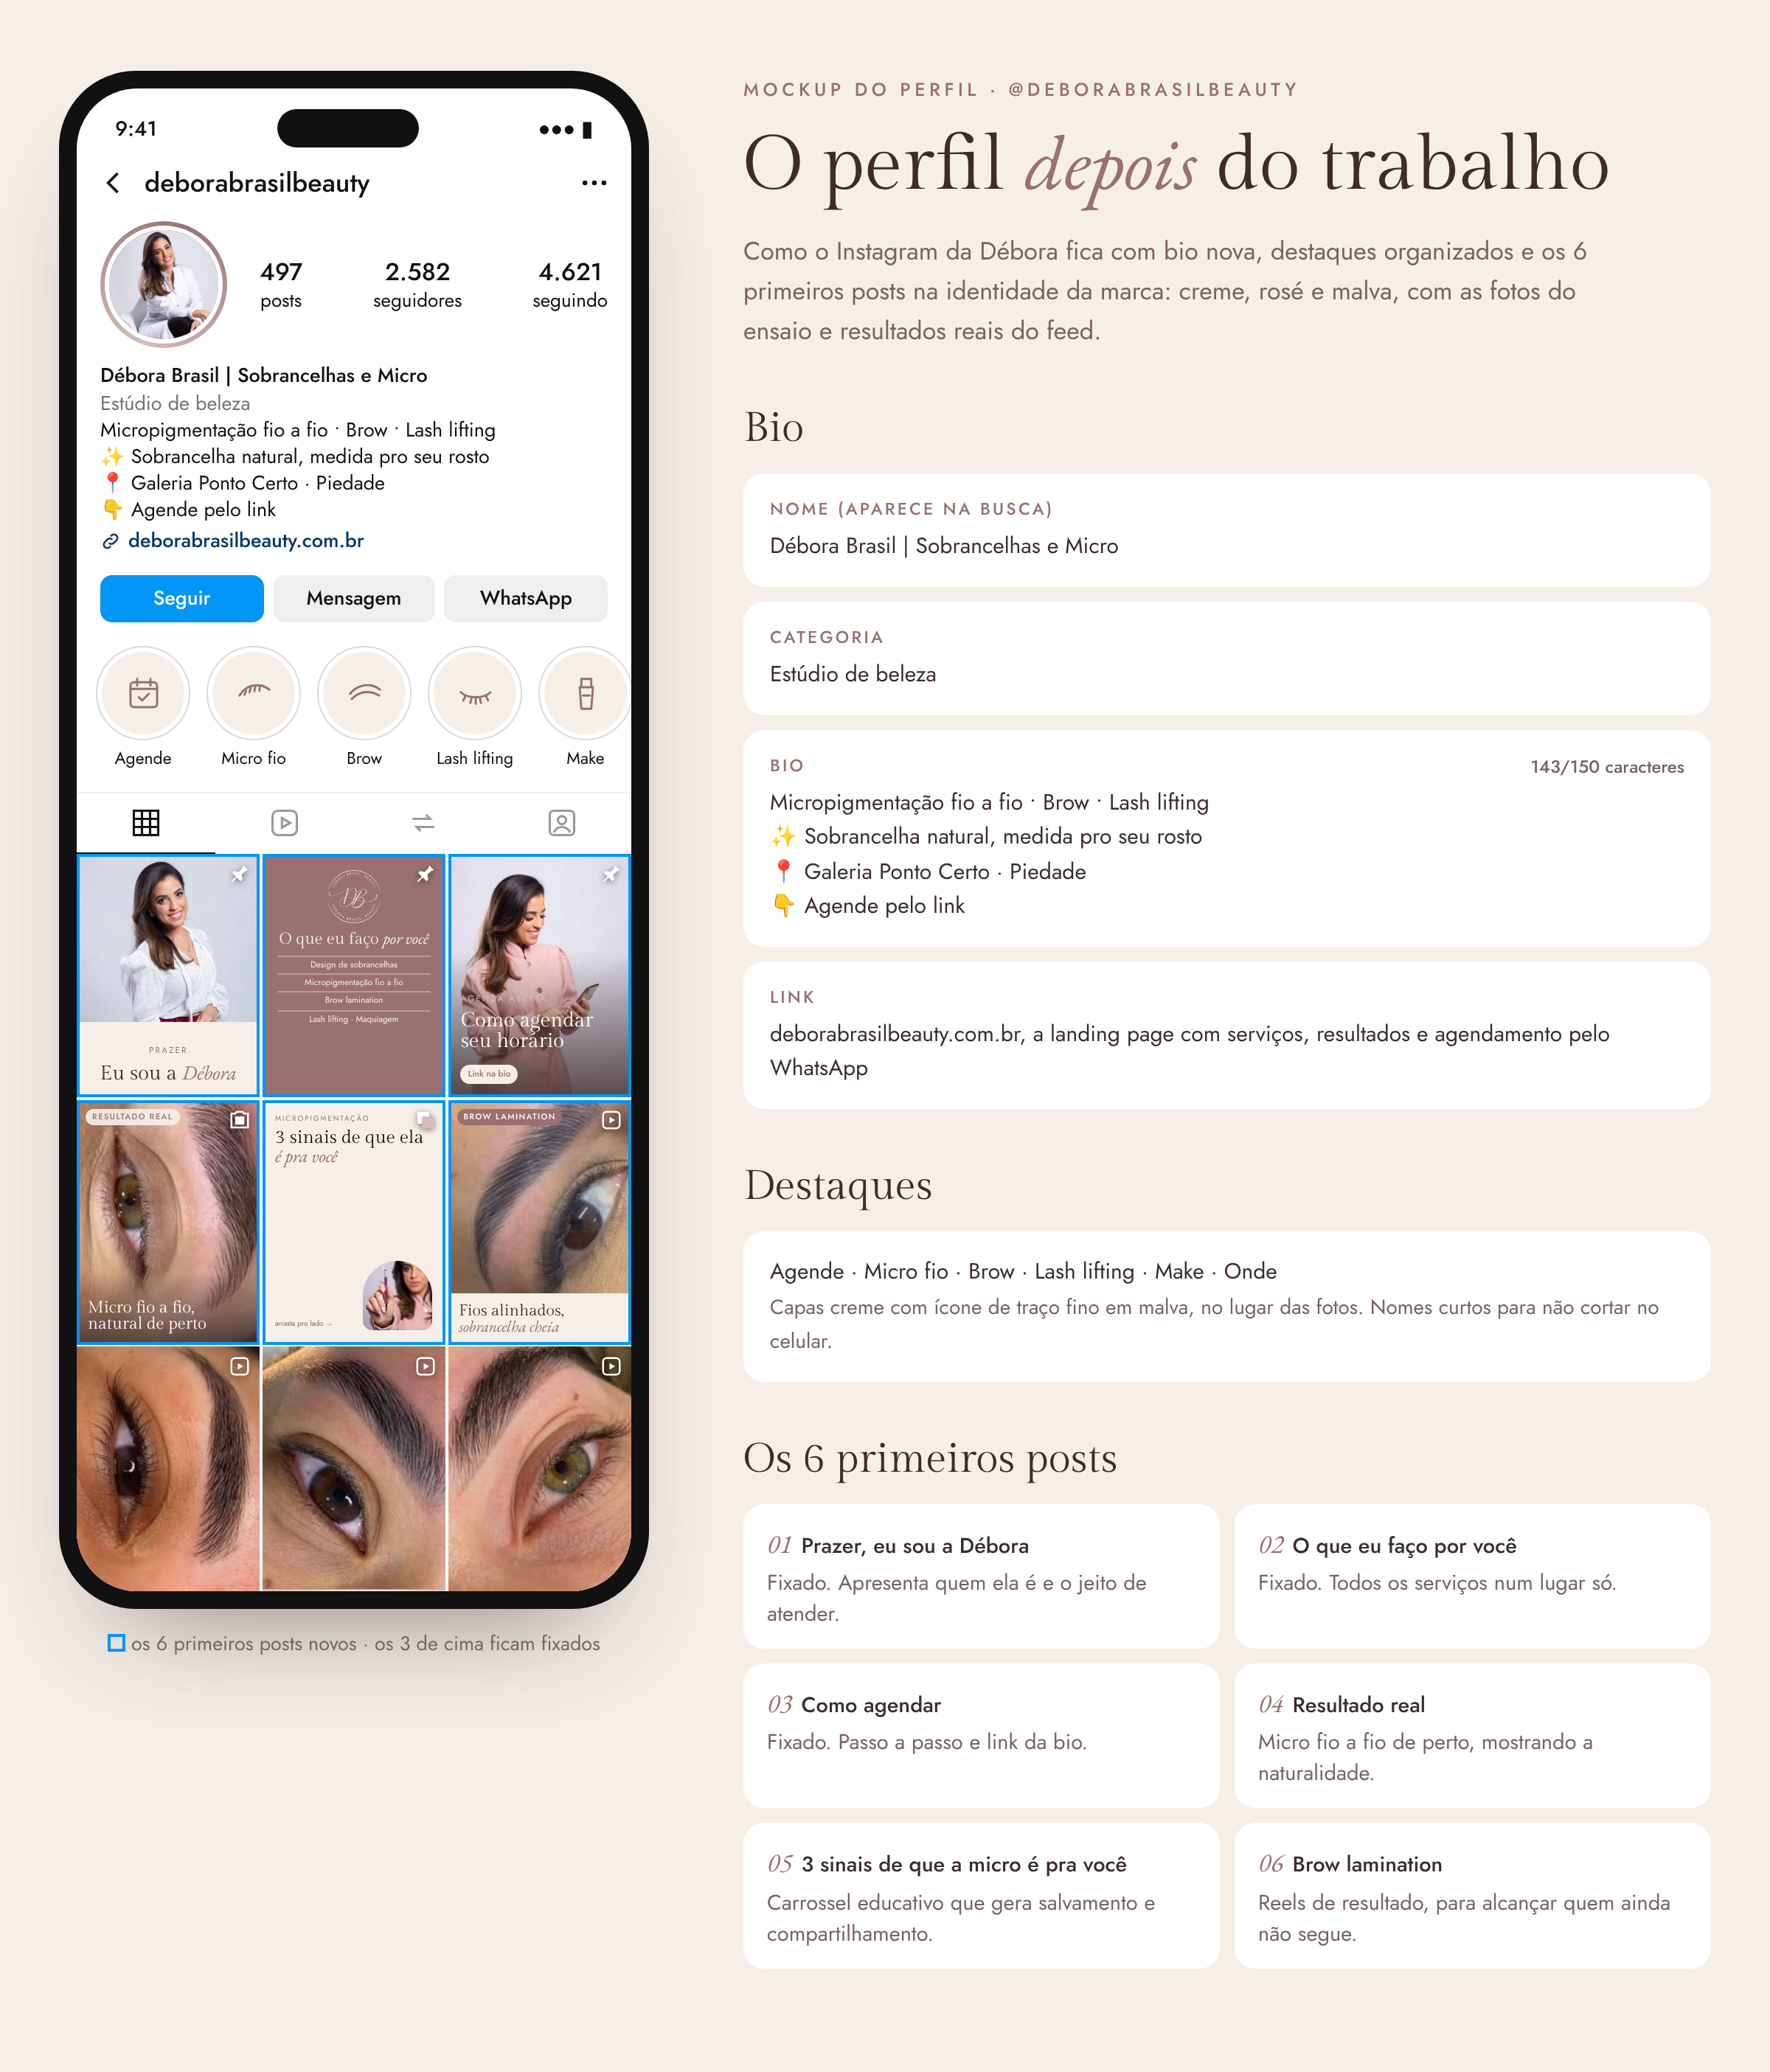 9:41
deborabrasilbeauty
497
posts
2.582
seguidores
4.621
seguindo
Débora Brasil | Sobrancelhas e Micro
Estúdio de beleza
Micropigmentação fio a fio · Brow · Lash lifting
✨ Sobrancelha natural, medida pro seu rosto
📍 Galeria Ponto Certo · Piedade
👇 Agende pelo link
deborabrasilbeauty.com.br
Seguir
Mensagem
WhatsApp
Agende
Micro fio
Brow
Lash lifting
Make
PRAZER
Eu sou a Débora
DB
O que eu faço por você
Design de sobrancelhas
Micropigmentação fio a fio
Brow lamination
Lash lifting · Maquiagem
AGENDA ABERTA
Como agendar
seu horário
Link na bio
RESULTADO REAL
Micro fio a fio,
natural de perto
MICROPIGMENTAÇÃO
3 sinais de que ela
é pra você
arrasta pro lado →
BROW LAMINATION
Fios alinhados,
sobrancelha cheia
os 6 primeiros posts novos · os 3 de cima ficam fixados
MOCKUP DO PERFIL · @DEBORABRASILBEAUTY
O perfil depois do trabalho
Como o Instagram da Débora fica com bio nova, destaques organizados e os 6
primeiros posts na identidade da marca: creme, rosé e malva, com as fotos do
ensaio e resultados reais do feed.
Bio
NOME (APARECE NA BUSCA)
Débora Brasil | Sobrancelhas e Micro
CATEGORIA
Estúdio de beleza
BIO
143/150 caracteres
Micropigmentação fio a fio · Brow · Lash lifting
✨ Sobrancelha natural, medida pro seu rosto
📍 Galeria Ponto Certo · Piedade
👇 Agende pelo link
LINK
deborabrasilbeauty.com.br, a landing page com serviços, resultados e agendamento pelo
WhatsApp
Destaques
Agende · Micro fio · Brow · Lash lifting · Make · Onde
Capas creme com ícone de traço fino em malva, no lugar das fotos. Nomes curtos para não cortar no
celular.
Os 6 primeiros posts
01 Prazer, eu sou a Débora
Fixado. Apresenta quem ela é e o jeito de
atender.
02 O que eu faço por você
Fixado. Todos os serviços num lugar só.
03 Como agendar
Fixado. Passo a passo e link da bio.
04 Resultado real
Micro fio a fio de perto, mostrando a
naturalidade.
05 3 sinais de que a micro é pra você
Carrossel educativo que gera salvamento e
compartilhamento.
06 Brow lamination
Reels de resultado, para alcançar quem ainda
não segue.